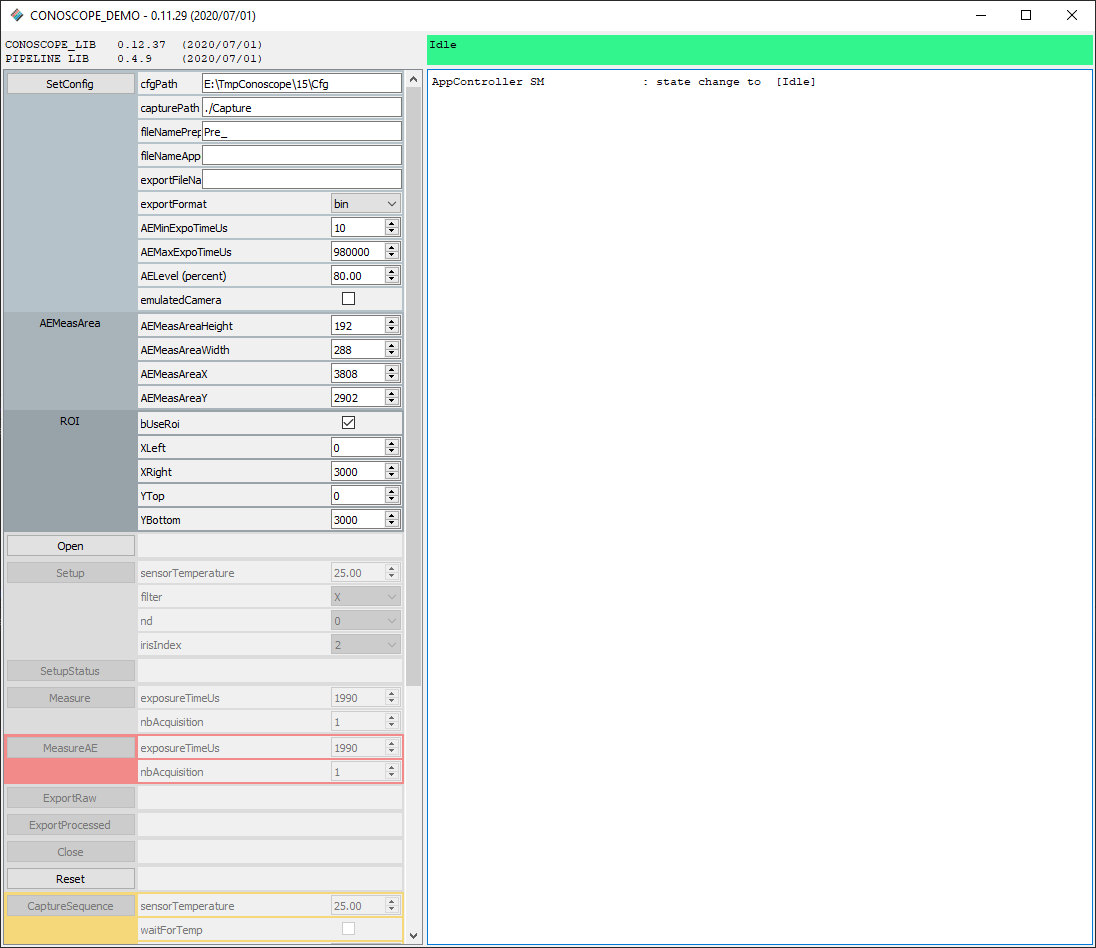 CONOSCOPE_DEMO - 0.11.29 (2020/07/01)
CONOSCOPE_LIB 0.12.37 (2020/07/01)
PIPELINE LIB 0.4.9 (2020/07/01)
Idle
SetConfig cfgPath E:\TmpConoscope\15\Cfg
capturePath ./Capture
fileNamePrep Pre_
fileNameApp
exportFileNa
exportFormat bin
AEMinExpoTimeUs 10
AEMaxExpoTimeUs 980000
AELevel (percent) 80.00
emulatedCamera
AEMeasArea AEMeasAreaHeight 192
AEMeasAreaWidth 288
AEMeasAreaX 3808
AEMeasAreaY 2902
ROI bUseRoi
XLeft 0
XRight 3000
YTop 0
YBottom 3000
Open
Setup sensorTemperature 25.00
filter X
nd 0
irisIndex 2
SetupStatus
Measure exposureTimeUs 1990
nbAcquisition 1
MeasureAE exposureTimeUs 1990
nbAcquisition 1
ExportRaw
ExportProcessed
Close
Reset
CaptureSequence sensorTemperature 25.00
waitForTemp
AppController SM : state change to [Idle]